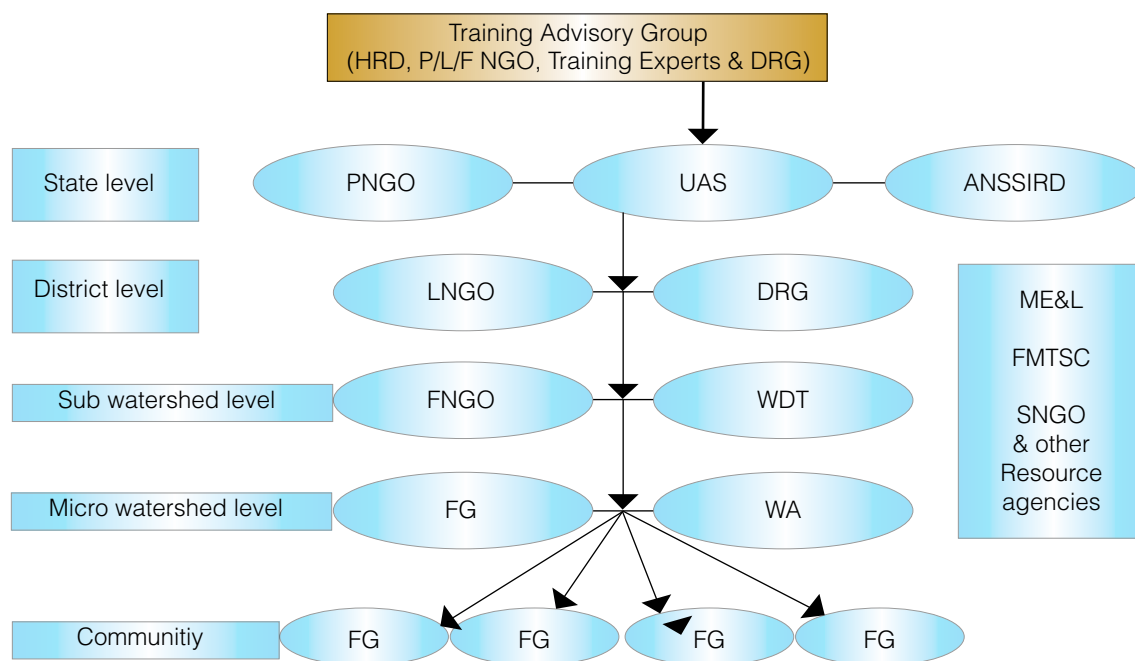 Training Advisory Group
(HRD, P/L/F NGO, Training Experts & DRG)
State level
PNGO
UAS
ANSSIRD
District level
LNGO
DRG
ME&L
FMTSC
SNGO
& other
Resource
agencies
Sub watershed level
FNGO
WDT
Micro watershed level
FG
WA
Communitiy
FG
FG
FG
FG